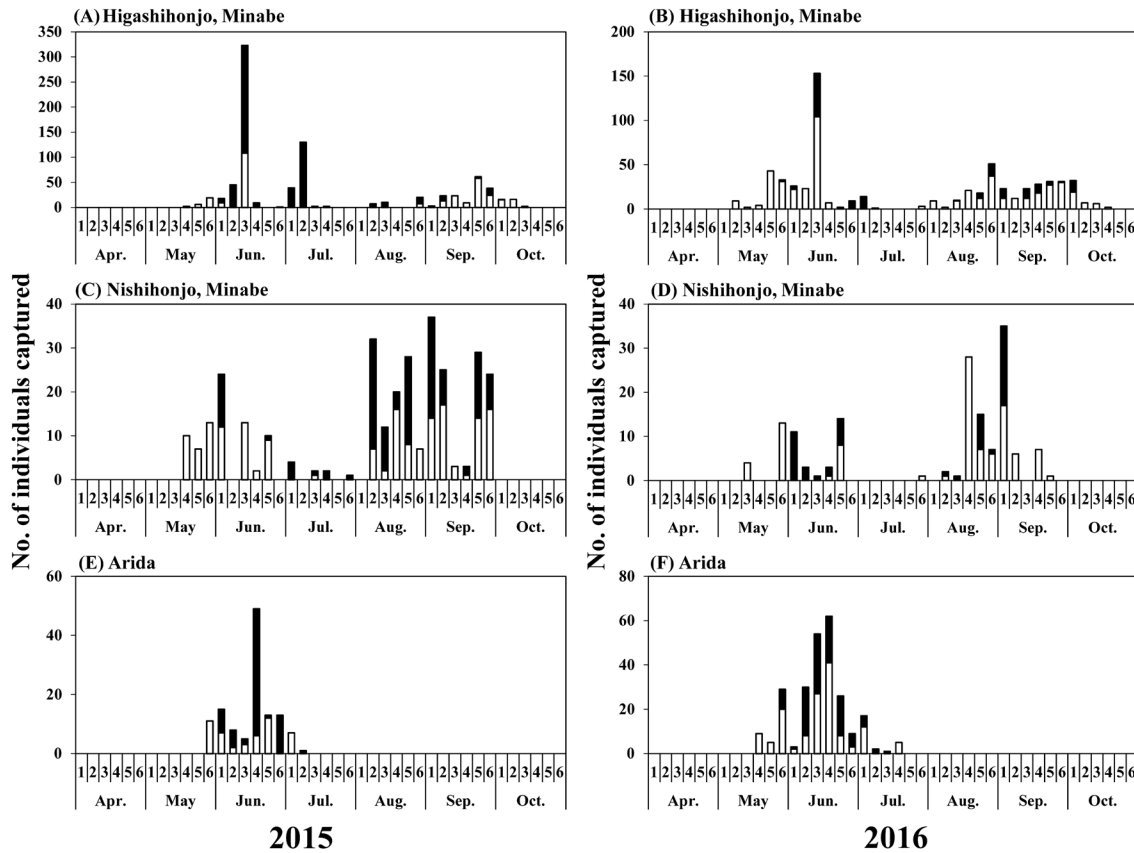 (A) Higashihonjo, Minabe
350
300
250
200
150
100
50
0
1 2 3 4 5 6 1 2 3 4 5 6 1 2 3 4 5 6 1 2 3 4 5 6 1 2 3 4 5 6 1 2 3 4 5 6 1 2 3 4 5 6
Apr. May Jun. Jul. Aug. Sep. Oct.
(B) Higashihonjo, Minabe
200
150
100
50
0
1 2 3 4 5 6 1 2 3 4 5 6 1 2 3 4 5 6 1 2 3 4 5 6 1 2 3 4 5 6 1 2 3 4 5 6 1 2 3 4 5 6
Apr. May Jun. Jul. Aug. Sep. Oct.
No. of individuals captured
(C) Nishihonjo, Minabe
40
30
20
10
0
1 2 3 4 5 6 1 2 3 4 5 6 1 2 3 4 5 6 1 2 3 4 5 6 1 2 3 4 5 6 1 2 3 4 5 6 1 2 3 4 5 6
Apr. May Jun. Jul. Aug. Sep. Oct.
No. of individuals captured
(D) Nishihonjo, Minabe
40
30
20
10
0
1 2 3 4 5 6 1 2 3 4 5 6 1 2 3 4 5 6 1 2 3 4 5 6 1 2 3 4 5 6 1 2 3 4 5 6 1 2 3 4 5 6
Apr. May Jun. Jul. Aug. Sep. Oct.
(E) Arida
60
40
20
0
1 2 3 4 5 6 1 2 3 4 5 6 1 2 3 4 5 6 1 2 3 4 5 6 1 2 3 4 5 6 1 2 3 4 5 6 1 2 3 4 5 6
Apr. May Jun. Jul. Aug. Sep. Oct.
2015
(F) Arida
80
60
40
20
0
1 2 3 4 5 6 1 2 3 4 5 6 1 2 3 4 5 6 1 2 3 4 5 6 1 2 3 4 5 6 1 2 3 4 5 6 1 2 3 4 5 6
Apr. May Jun. Jul. Aug. Sep. Oct.
2016